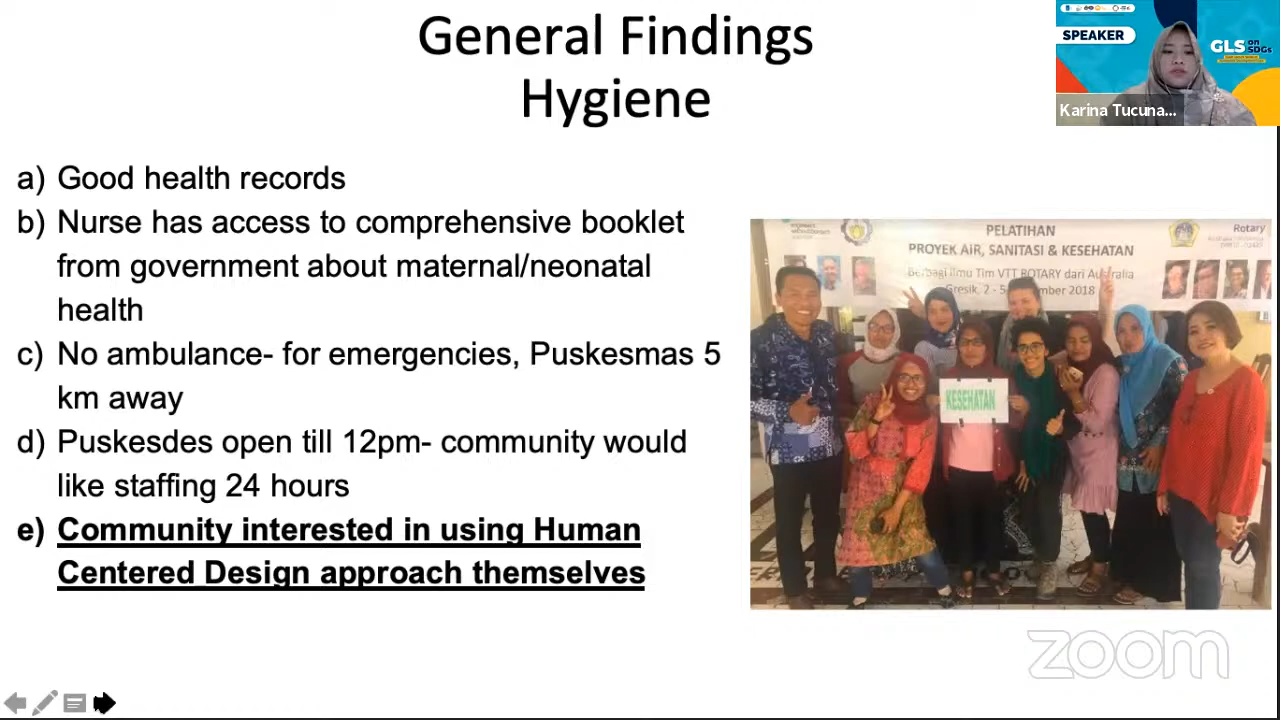 General Findings
Hygiene
SPEAKER
GLS on SDGs
Karina Tucuna...
a) Good health records
b) Nurse has access to comprehensive booklet
from government about maternal/neonatal
health
c) No ambulance- for emergencies, Puskesmas 5
km away
d) Puskesdes open till 12pm- community would
like staffing 24 hours
e) Community interested in using Human
Centered Design approach themselves
PELATIHAN
PROYEK AIR, SANITASI & KESEHATAN
Berbagi Ilmu Tim VTT ROTARY dari Australia
Gresik, 2 - 5 2018
Rotary
KESEHATAN
zoom